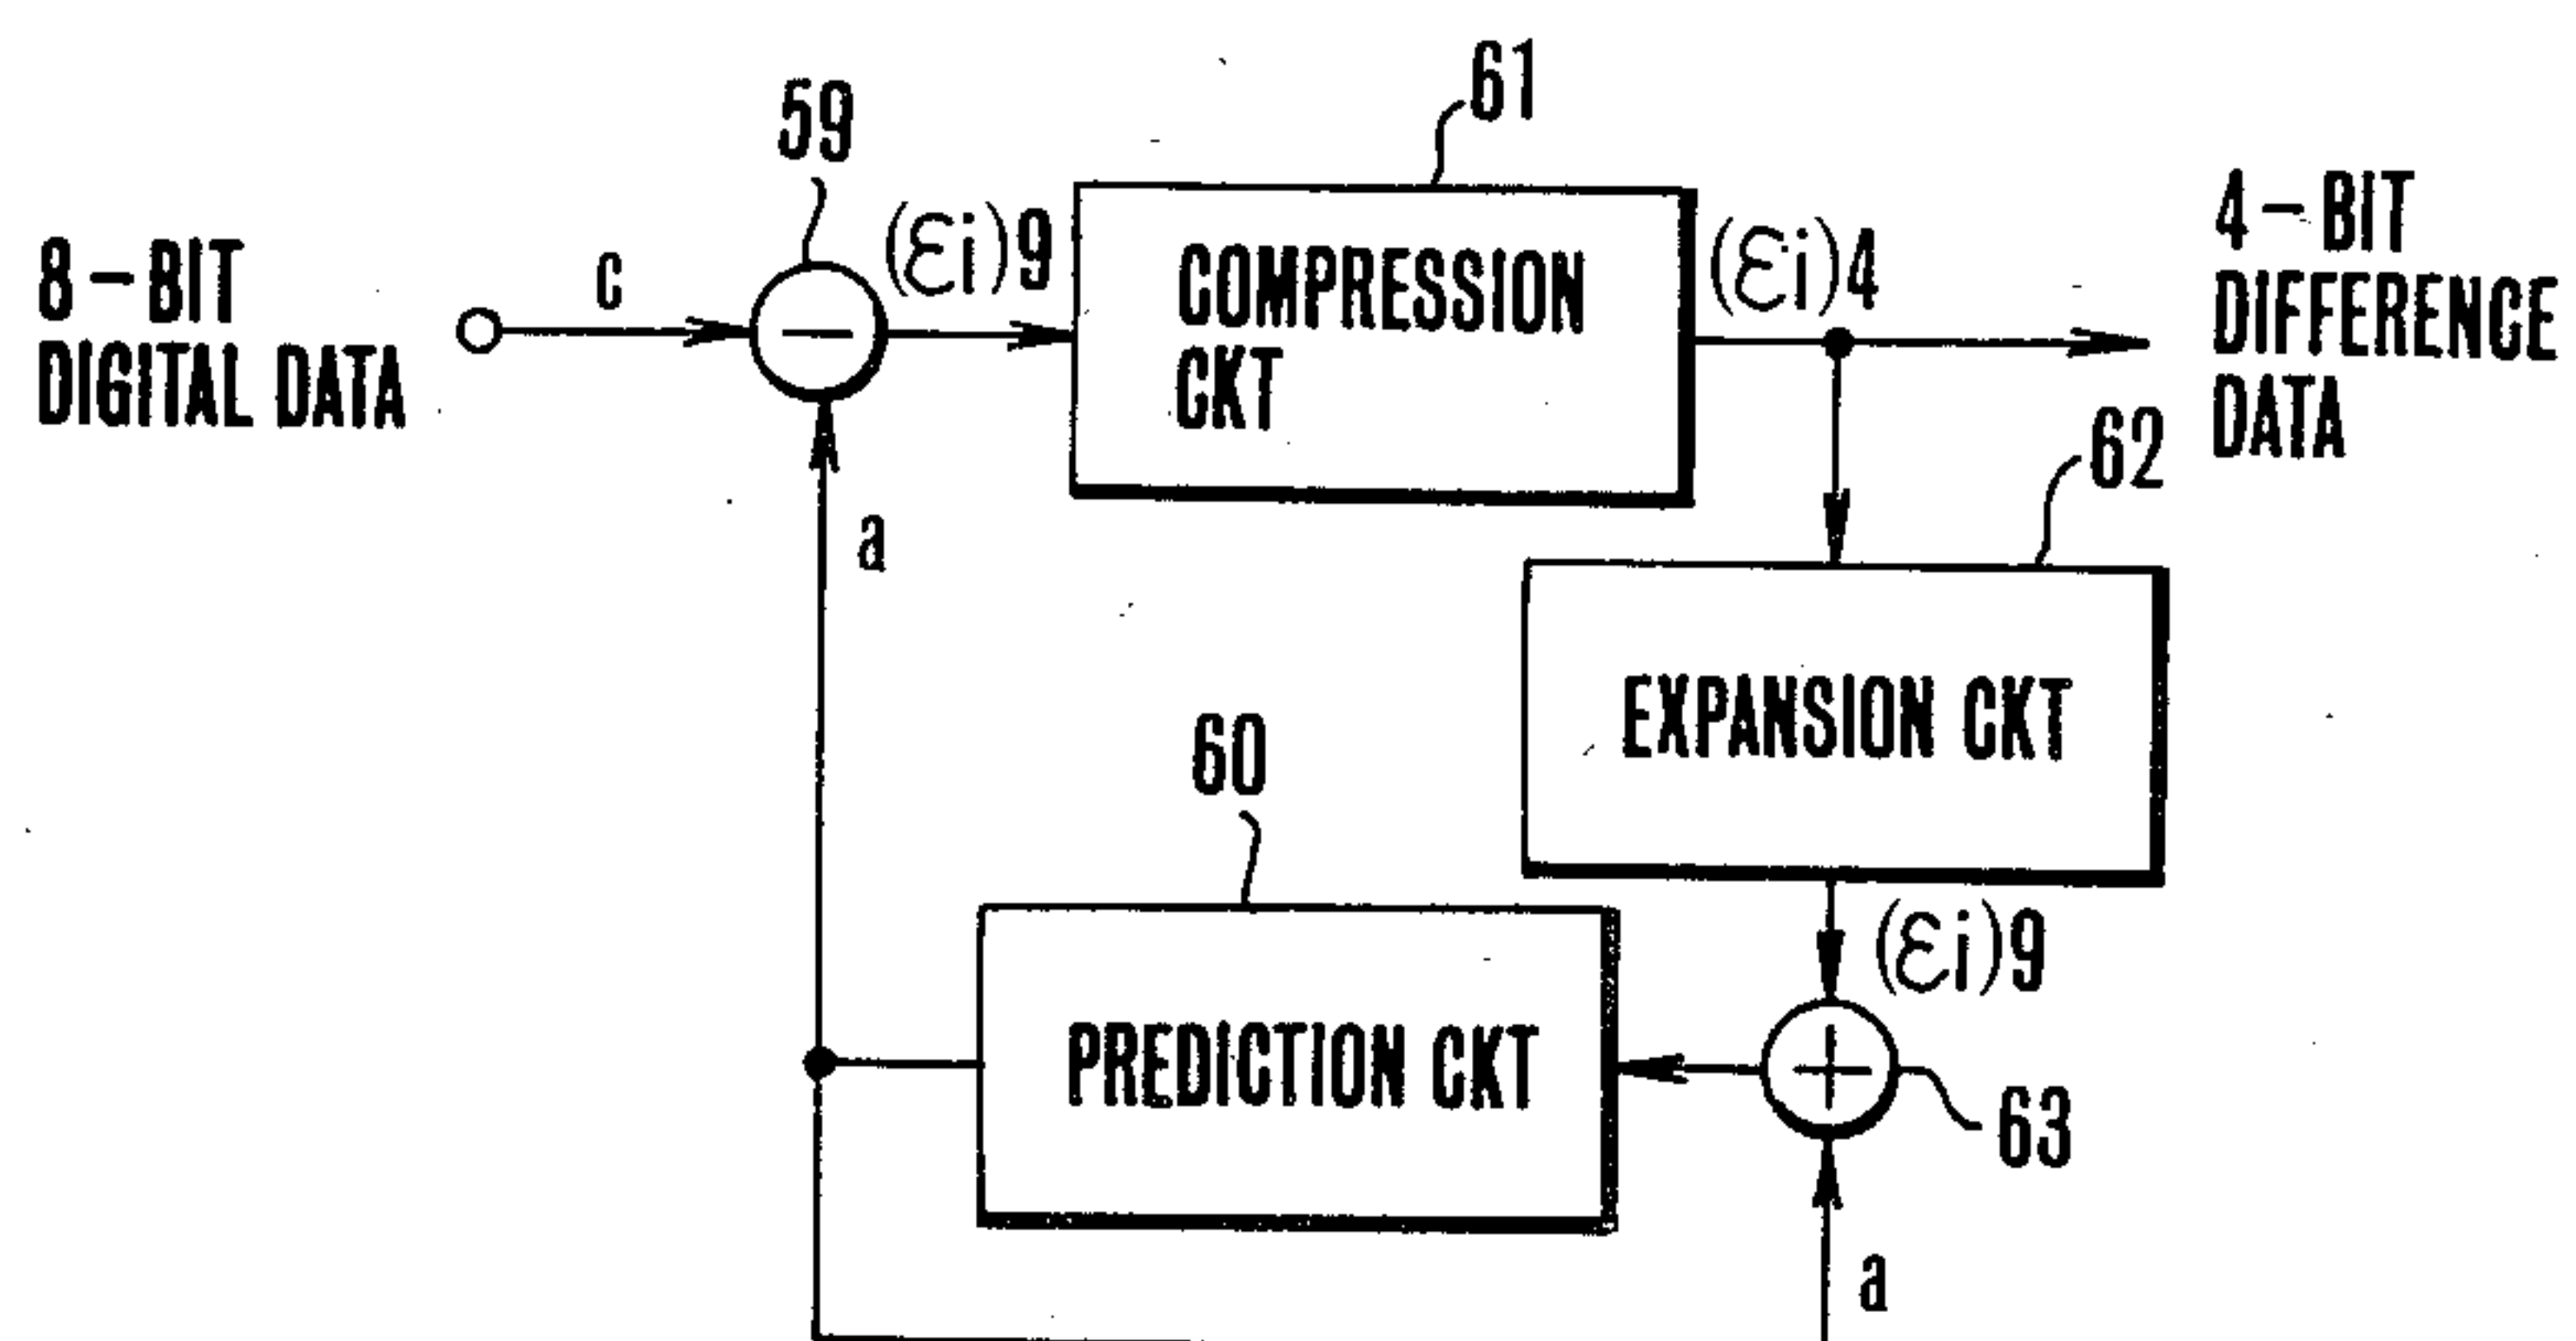 59
61
8-BIT
DIGITAL DATA
c
(εi)9
COMPRESSION
CKT
(εi)4
4-BIT
DIFFERENCE
DATA
a
62
EXPANSION CKT
60
(εi)9
PREDICTION CKT
63
a